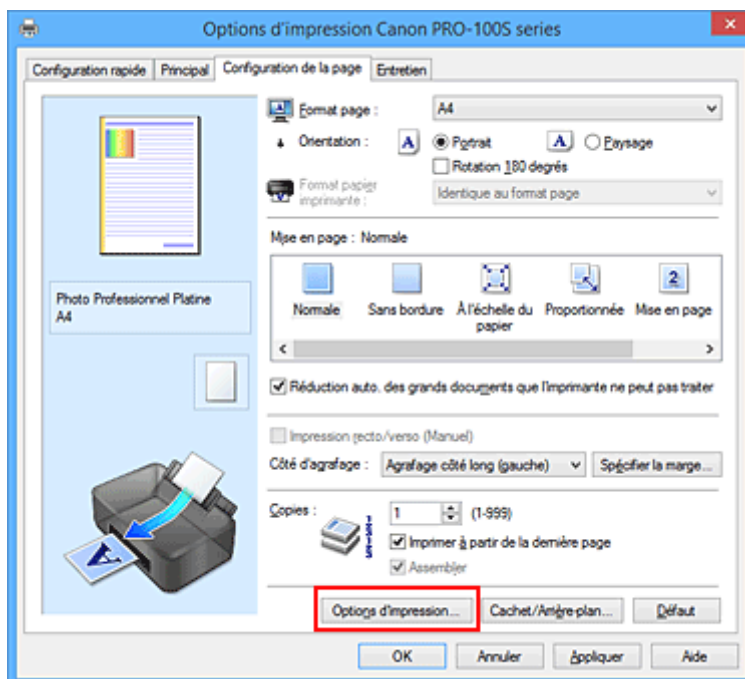 Options d'impression Canon PRO-100S series
Configuration rapide Principal Configuration de la page Entretien
Format page : A4
Orientation : A Portrait A Paysage
Rotation 180 degrés
Format papier imprimante : Identique au format page
Mise en page : Normale
Normale Sans bordure À l'échelle du papier Proportionnée Mise en page
2
Photo Professionnel Platine
A4
Réduction auto. des grands documents que l'imprimante ne peut pas traiter
Impression recto/verso (Manuel)
Côté d'agrafage : Agrafage côté long (gauche) Spécifier la marge...
Copies : 1 (1-999)
Imprimer à partir de la dernière page
Assembler
A
Options d'impression... Cachet/Arrière-plan... Défaut
OK Annuler Appliquer Aide